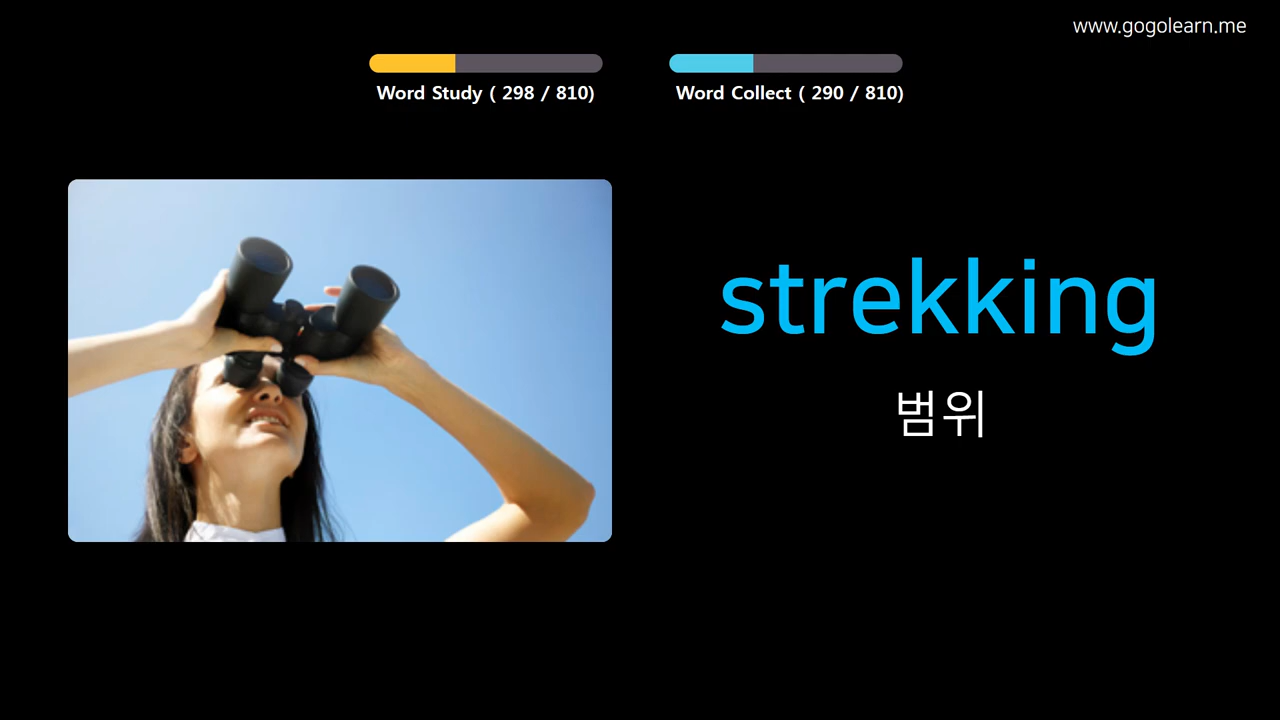 www.gogolearn.me
Word Study ( 298 / 810)
Word Collect ( 290 / 810)
strekking
범위